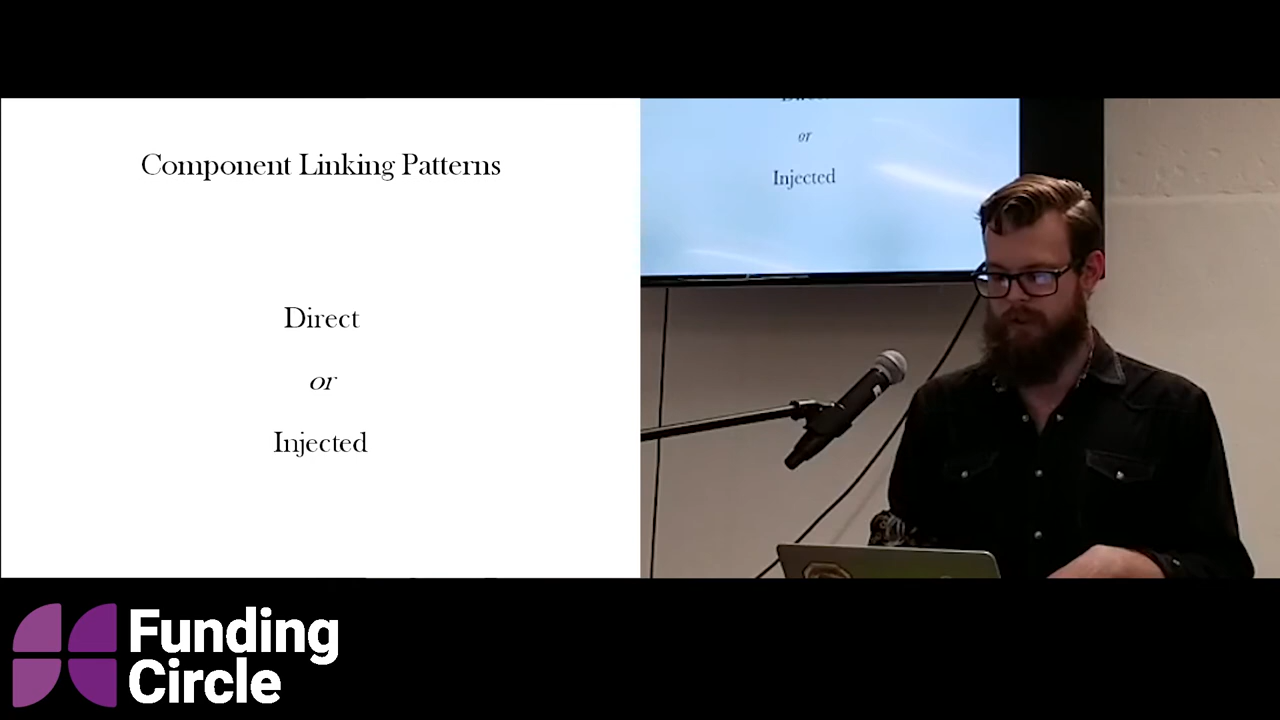 Component Linking Patterns
Direct
or
Injected
or
Injected
Funding
Circle